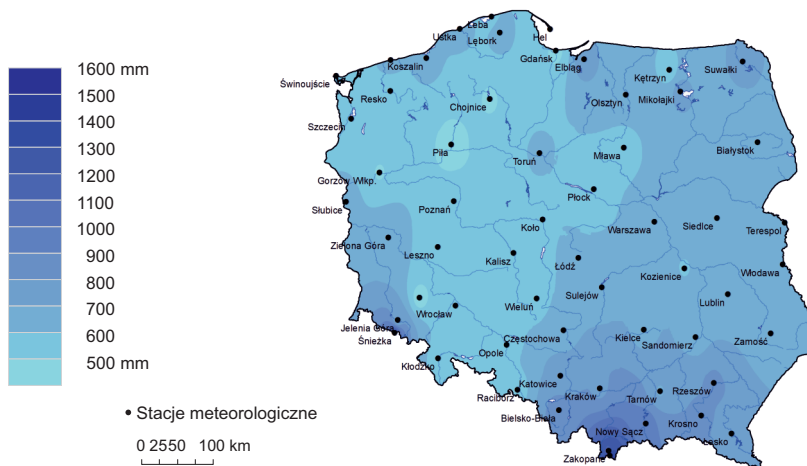 1600 mm
1500
1400
1300
1200
1100
1000
900
800
700
600
500 mm
• Stacje meteorologiczne
0 2550 100 km
Łeba
Ustka
Lębork
Hel
Gdańsk
Elbląg
Koszalin
Kętrzyn
Suwałki
Świnoujście
Resko
Chojnice
Olsztyn
Mikołajki
Szczecin
Piła
Toruń
Mława
Białystok
Gorzów Wlkp.
Słubice
Poznań
Płock
Koło
Warszawa
Siedlce
Terespol
Zielona Góra
Leszno
Kalisz
Łódź
Kozienice
Włodawa
Sulejów
Lublin
Wieluń
Wrocław
Jelenia Góra
Śnieżka
Częstochowa
Kielce
Sandomierz
Zamość
Opole
Kłodzko
Katowice
Racibórz
Kraków
Tarnów
Rzeszów
Bielsko-Biała
Nowy Sącz
Krosno
Lesko
Zakopane